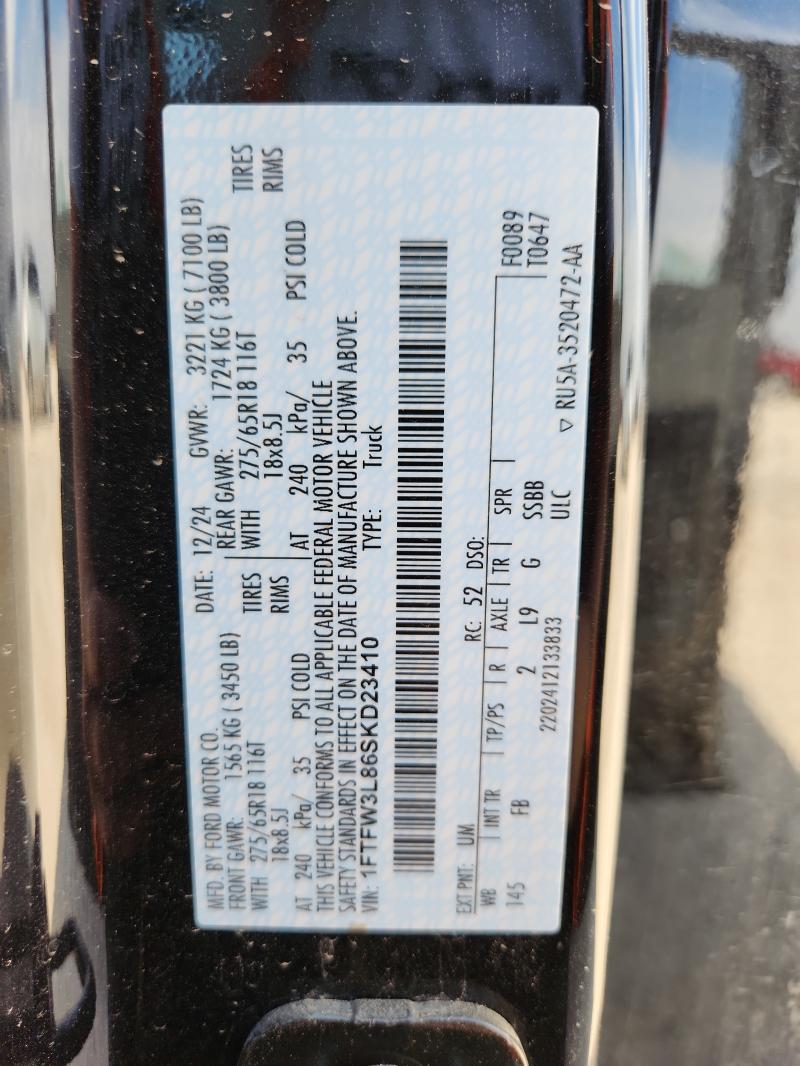 MFD. BY FORD MOTOR CO.
DATE: 12/24 GVWR: 3221 KG ( 7100 LB)
FRONT GAWR: 1565 KG ( 3450 LB) REAR GAWR: 1724 KG ( 3800 LB)
WITH 275/65R18 116T TIRES WITH 275/65R18 116T TIRES
18x8.5J RIMS 18x8.5J RIMS
AT 240 kPa/ 35 PSI COLD AT 240 kPa/ 35 PSI COLD
THIS VEHICLE CONFORMS TO ALL APPLICABLE FEDERAL MOTOR VEHICLE
SAFETY STANDARDS IN EFFECT ON THE DATE OF MANUFACTURE SHOWN ABOVE.
VIN: 1FTFW3L86SKD23410 TYPE: Truck
EXT PNT: UM RC: 52 DSO:
WB INT TR TP/PS R AXLE TR SPR F0089
145 FB 2 L9 G SSBB T0647
ULC
2202412133833 ▽ RU5A-3520472-AA